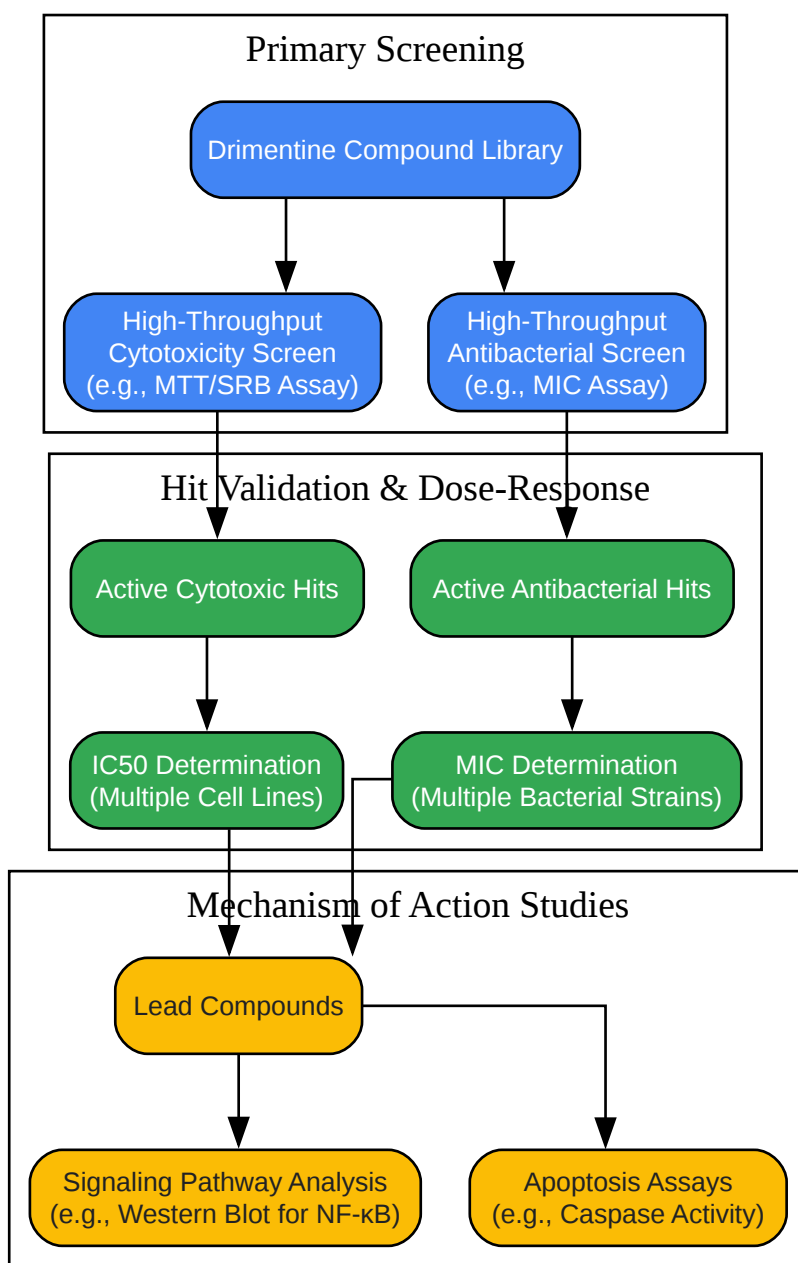 Primary Screening
Drimentine Compound Library
High-Throughput
Cytotoxicity Screen
(e.g., MTT/SRB Assay)
High-Throughput
Antibacterial Screen
(e.g., MIC Assay)
Hit Validation & Dose-Response
Active Cytotoxic Hits
Active Antibacterial Hits
IC50 Determination
(Multiple Cell Lines)
MIC Determination
(Multiple Bacterial Strains)
Mechanism of Action Studies
Lead Compounds
Signaling Pathway Analysis
(e.g., Western Blot for NF-κB)
Apoptosis Assays
(e.g., Caspase Activity)